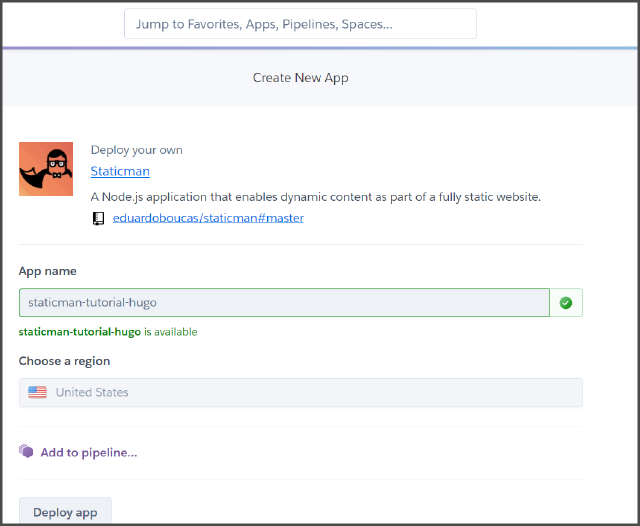 Jump to Favorites, Apps, Pipelines, Spaces...
Create New App
Deploy your own
Staticman
A Node.js application that enables dynamic content as part of a fully static website.
eduardoboucas/staticman#master
App name
staticman-tutorial-hugo
staticman-tutorial-hugo is available
Choose a region
United States
Add to pipeline...
Deploy app